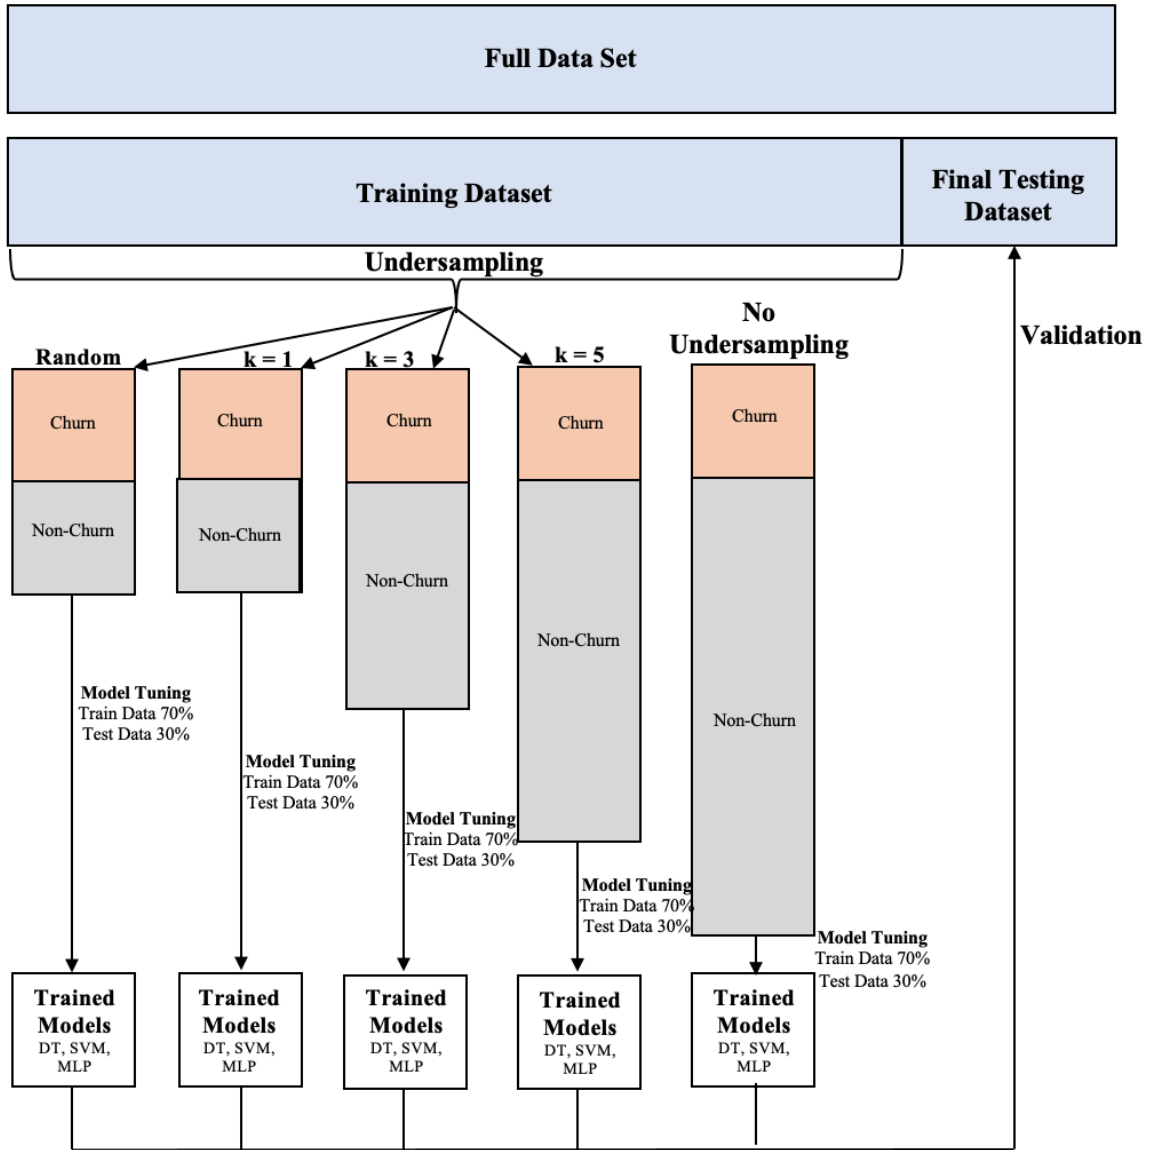 Full Data Set
Training Dataset
Final Testing
Dataset
Undersampling
No
Undersampling
Validation
Random
k = 1
k = 3
k = 5
Churn
Churn
Churn
Churn
Churn
Non-Churn
Non-Churn
Non-Churn
Non-Churn
Non-Churn
Model Tuning
Train Data 70%
Test Data 30%
Model Tuning
Train Data 70%
Test Data 30%
Model Tuning
Train Data 70%
Test Data 30%
Model Tuning
Train Data 70%
Test Data 30%
Model Tuning
Train Data 70%
Test Data 30%
Trained
Models
DT, SVM,
MLP
Trained
Models
DT, SVM,
MLP
Trained
Models
DT, SVM,
MLP
Trained
Models
DT, SVM,
MLP
Trained
Models
DT, SVM,
MLP